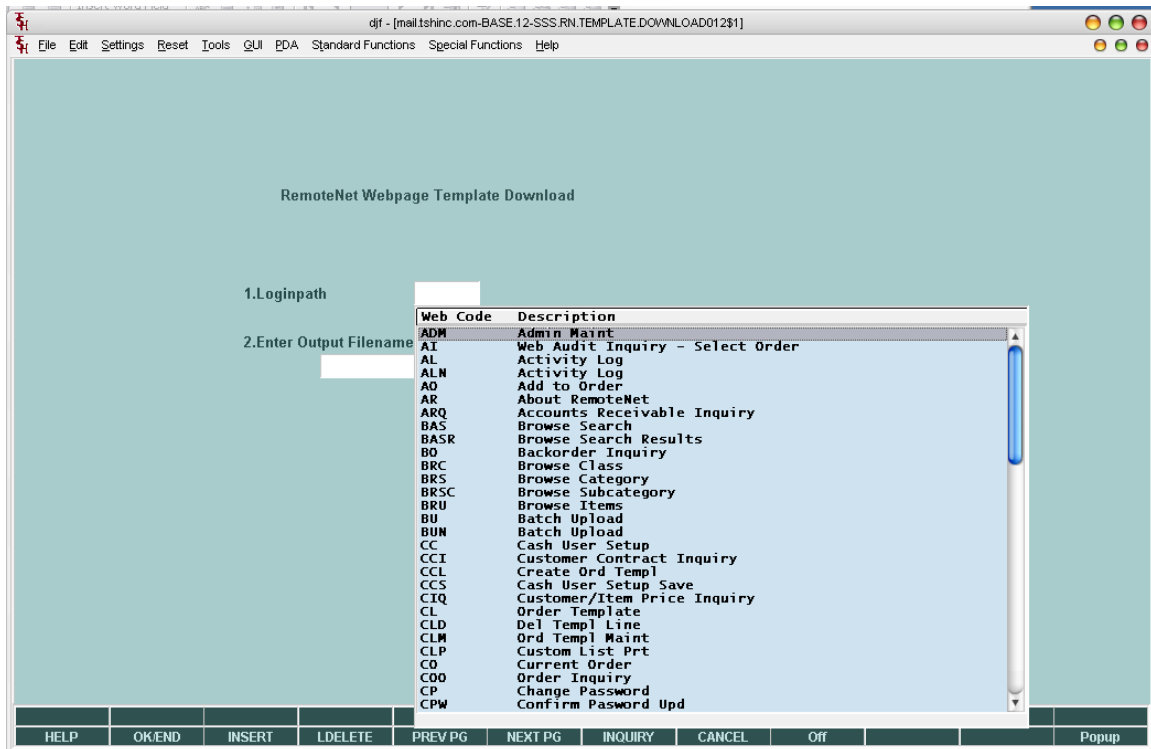 djf - [mail.tshinc.com-BASE.12-SSS.RN.TEMPLATE.DOWNLOAD012$1]
File Edit Settings Reset Tools GUI PDA Standard Functions Special Functions Help
RemoteNet Webpage Template Download
1.Loginpath
2.Enter Output Filename
Web Code Description
ADM Admin Maint
AI Web Audit Inquiry - Select Order
AL Activity Log
ALN Activity Log
AO Add to Order
AR About RemoteNet
ARQ Accounts Receivable Inquiry
BAS Browse Search
BASR Browse Search Results
BO Backorder Inquiry
BRC Browse Class
BRS Browse Category
BRSC Browse Subcategory
BRU Browse Items
BU Batch Upload
BUN Batch Upload
CC Cash User Setup
CCI Customer Contract Inquiry
CCL Create Ord Templ
CCS Cash User Setup Save
CIQ Customer/Item Price Inquiry
CL Order Template
CLD Del Templ Line
CLM Ord Templ Maint
CLP Custom List Prt
CO Current Order
COO Order Inquiry
CP Change Password
CPW Confirm Pasword Upd
HELP OK/END INSERT LDELETE PREV PG NEXT PG INQUIRY CANCEL Off Popup